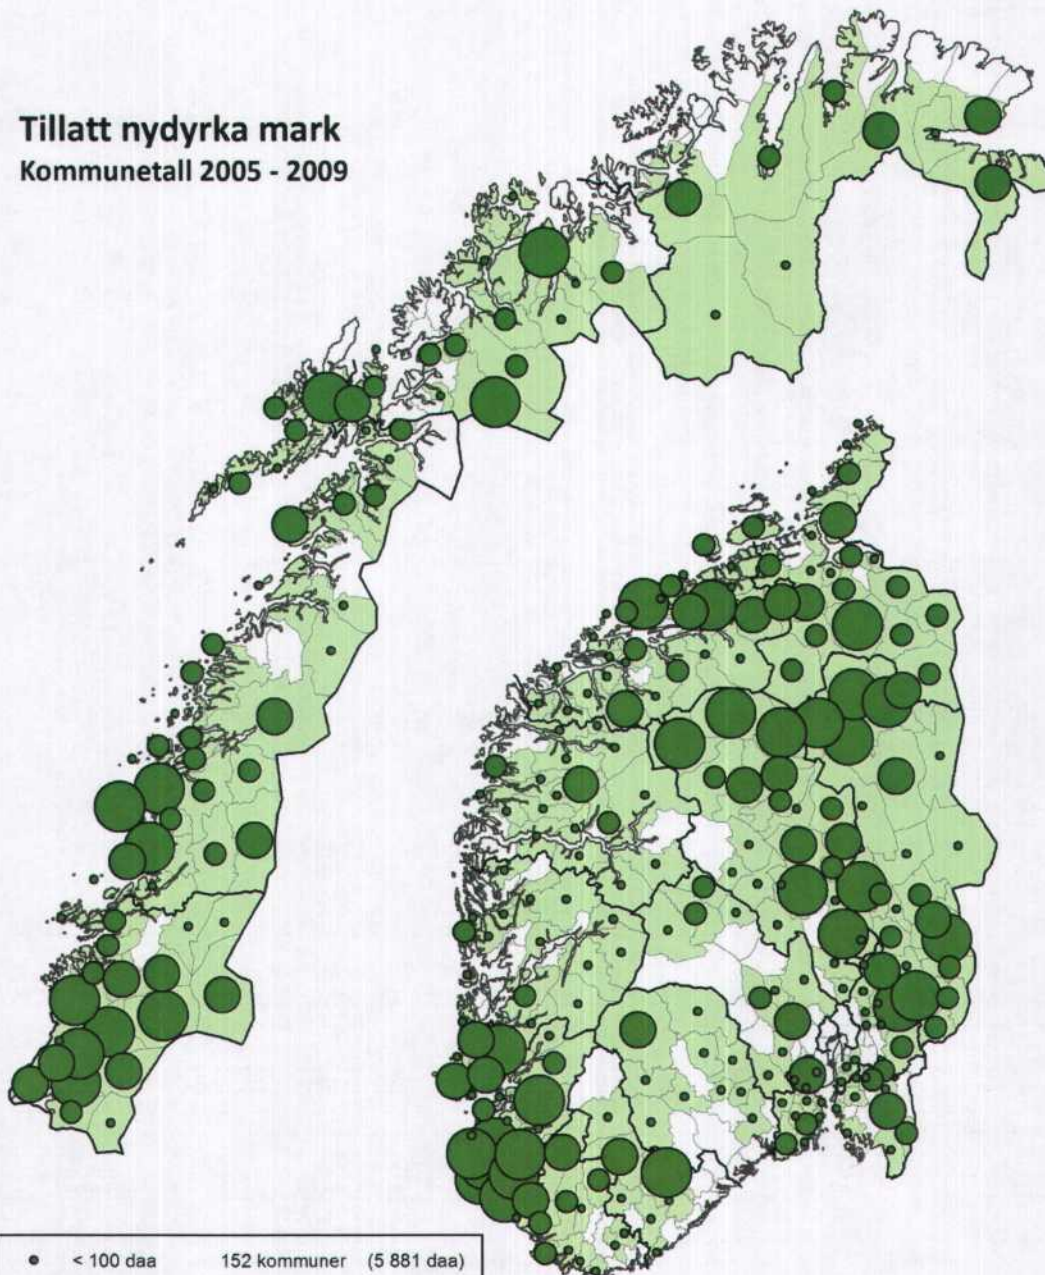 Tillatt nydyrka mark
Kommunetall 2005 - 2009
< 100 daa 152 kommuner (5 881 daa)